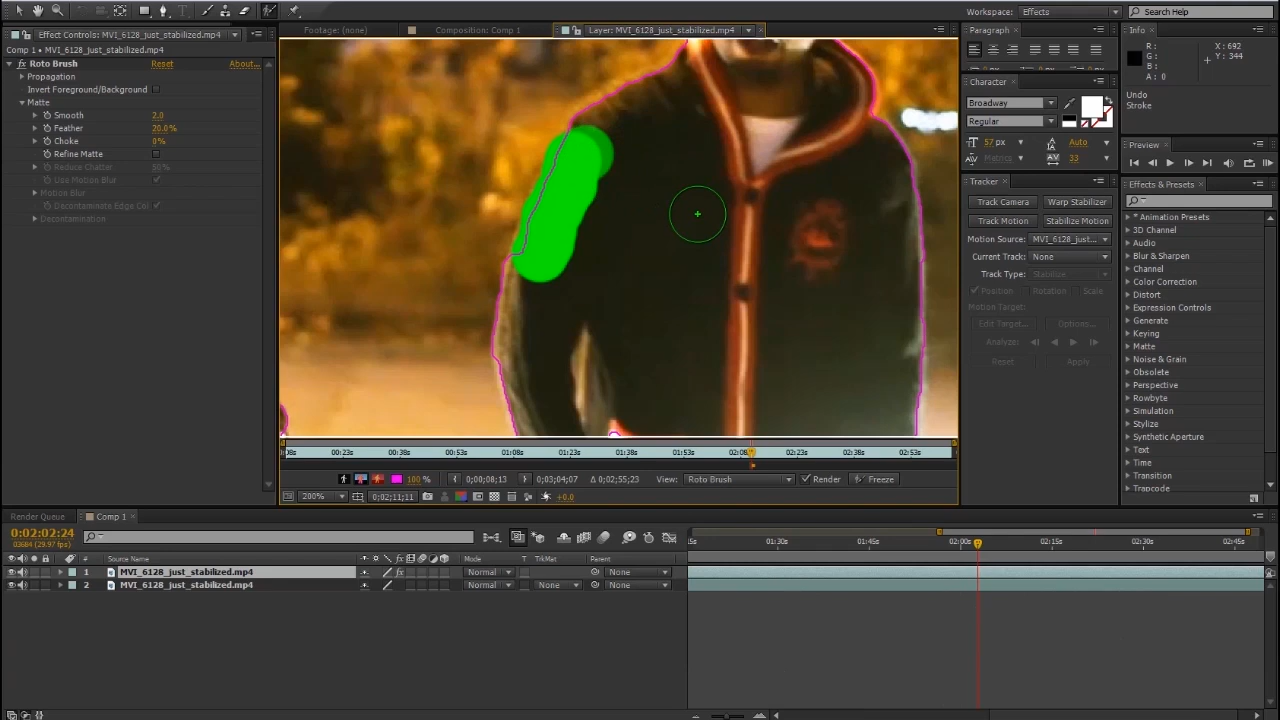 Workspace: Effects
Search Help
Effect Controls: MVI_6128_just_stabilized.mp4
Footage: (none)
Composition: Comp 1
Layer: MVI_6128_just_stabilized.mp4
Comp 1 • MVI_6128_just_stabilized.mp4
fx Roto Brush Reset About...
Propagation
Invert Foreground/Background
Matte
Smooth 2.0
Feather 20.0%
Choke 0%
Refine Matte
Reduce Chatter 50%
Use Motion Blur
Motion Blur
Decontaminate Edge Col
Decontamination
Paragraph
Character
Broadway
Regular
57 px
Auto
Metrics
33
Tracker
Track Camera
Warp Stabilizer
Track Motion
Stabilize Motion
Motion Source: MVI_6128_just...
Current Track: None
Track Type: Stabilize
Position
Rotation
Scale
Motion Target:
Edit Target...
Options...
Analyze:
Reset
Apply
Info
R:
G:
B:
A: 0
X: 692
Y: 344
Undo
Stroke
Preview
Effects & Presets
* Animation Presets
3D Channel
Audio
Blur & Sharpen
Channel
Color Correction
Distort
Expression Controls
Generate
Keying
Matte
Noise & Grain
Obsolete
Perspective
Rowbyte
Simulation
Stylize
Synthetic Aperture
Text
Time
Transition
Trapcode
:08s 00:23s 00:38s 00:53s 01:08s 01:23s 01:38s 01:53s 02:08s 02:23s 02:38s 02:53s
100 %
0;00;08;13
0;03;04;07
Δ 0;02;55;23
View: Roto Brush
Render
Freeze
200%
0;02;11;11
+0.0
Render Queue
Comp 1
0:02:02:24
03684 (29.97 fps)
5s 01:30s 01:45s 02:00s 02:15s 02:30s 02:45s
# Source Name fx Mode T TrkMat Parent
1 MVI_6128_just_stabilized.mp4 fx Normal None
2 MVI_6128_just_stabilized.mp4 Normal None None